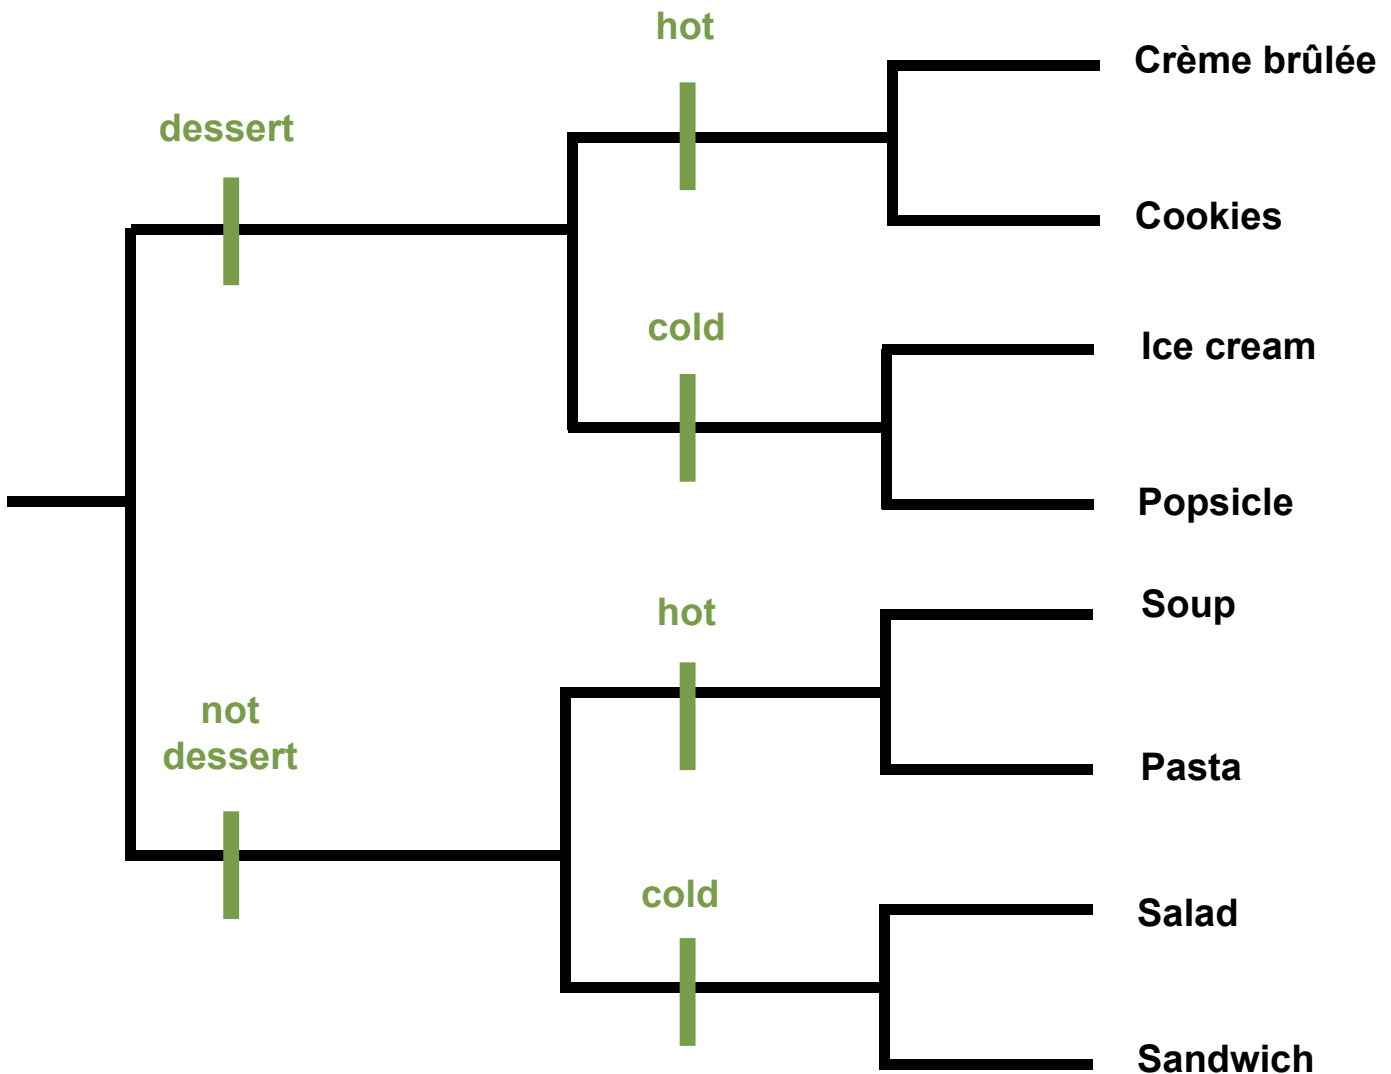 hot
Crème brûlée
dessert
Cookies
cold
Ice cream
Popsicle
hot
Soup
not
dessert
Pasta
cold
Salad
Sandwich